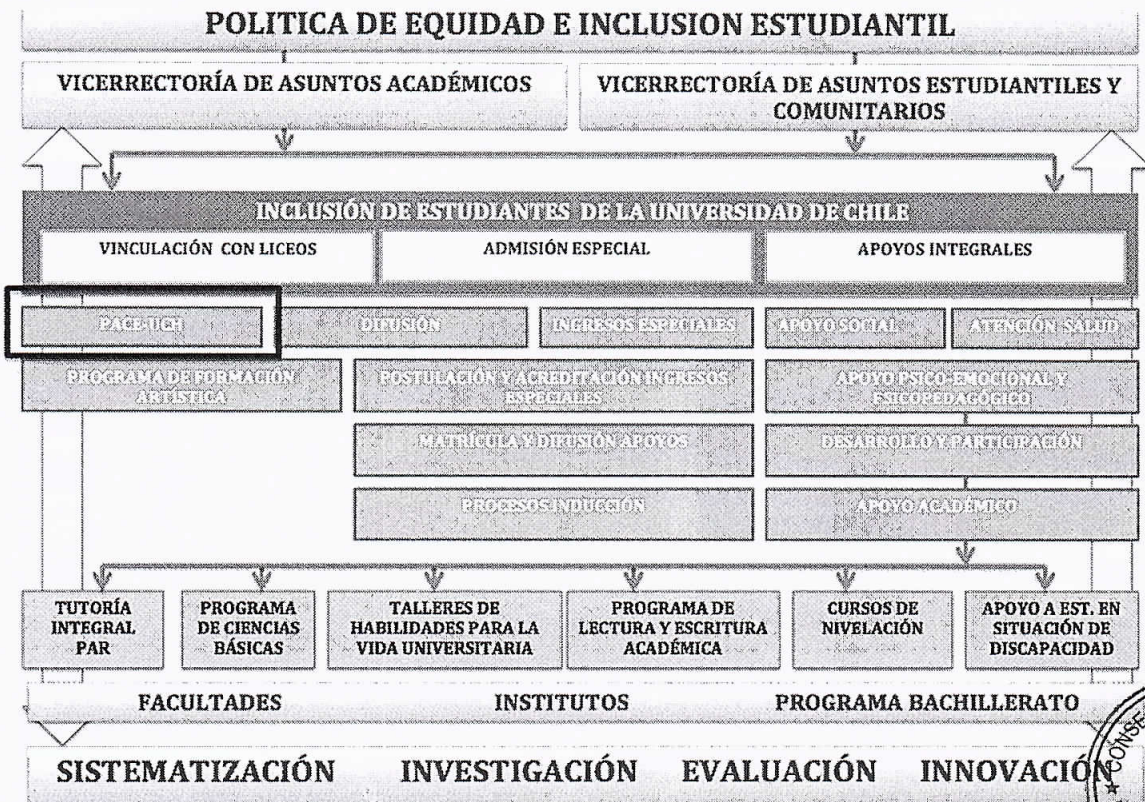 POLITICA DE EQUIDAD E INCLUSION ESTUDIANTIL
VICERRECTORÍA DE ASUNTOS ACADÉMICOS
VICERRECTORÍA DE ASUNTOS ESTUDIANTILES Y
COMUNITARIOS
INCLUSIÓN DE ESTUDIANTES DE LA UNIVERSIDAD DE CHILE
VINCULACIÓN CON LICEOS
ADMISIÓN ESPECIAL
APOYOS INTEGRALES
PACE-UCH
DIFUSIÓN
INGRESOS ESPECIALES
APOYO SOCIAL
ATENCIÓN SALUD
PROGRAMA DE FORMACIÓN
ARTÍSTICA
POSTULACIÓN Y ACREDITACIÓN INGRESOS
ESPECIALES
APOYO PSICO-EMOCIONAL Y
PSICOPEDAGÓGICO
MATRÍCULA Y DIFUSIÓN APOYOS
DESARROLLO Y PARTICIPACIÓN
PROCESOS INDUCCIÓN
APOYO ACADÉMICO
TUTORÍA
INTEGRAL
PAR
PROGRAMA
DE CIENCIAS
BÁSICAS
TALLERES DE
HABILIDADES PARA LA
VIDA UNIVERSITARIA
PROGRAMA DE
LECTURA Y ESCRITURA
ACADÉMICA
CURSOS DE
NIVELACIÓN
APOYO A EST. EN
SITUACIÓN DE
DISCAPACIDAD
FACULTADES
INSTITUTOS
PROGRAMA BACHILLERATO
SISTEMATIZACIÓN INVESTIGACIÓN EVALUACIÓN INNOVACIÓN